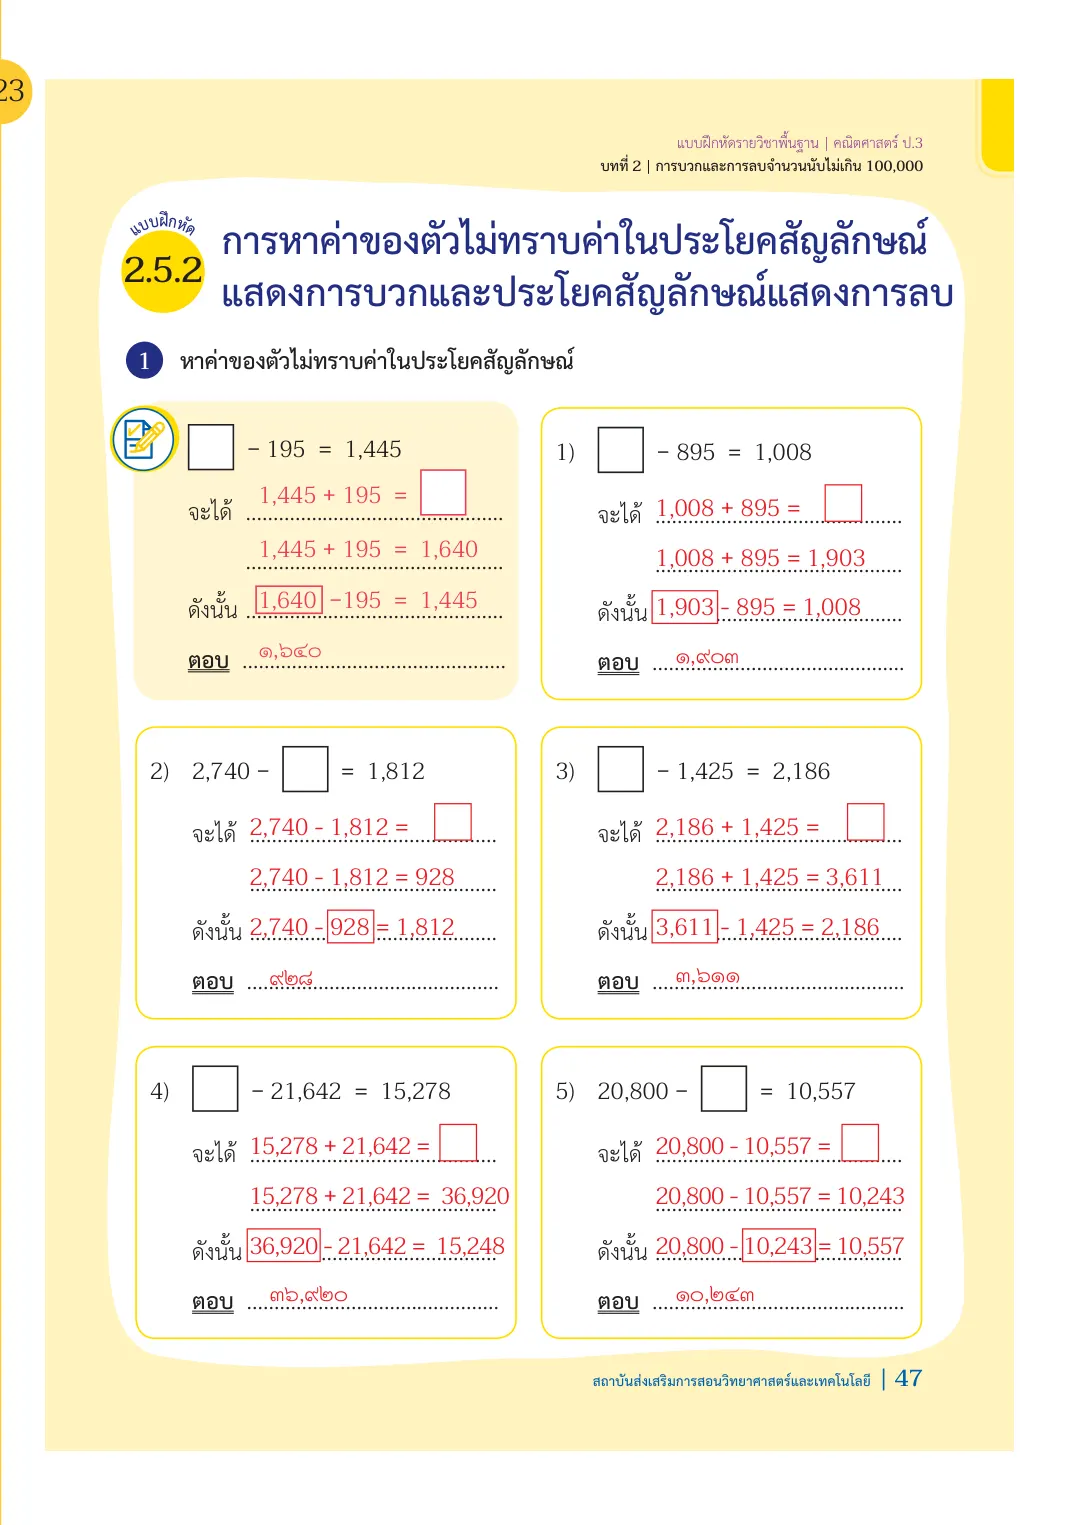 23
แบบฝึกหัดรายวิชาพื้นฐาน | คณิตศาสตร์ ป.3
บทที่ 2 | การบวกและการลบจำนวนนับไม่เกิน 100,000
แบบฝึกหัด
2.5.2
การหาค่าของตัวไม่ทราบค่าในประโยคสัญลักษณ์
แสดงการบวกและประโยคสัญลักษณ์แสดงการลบ
1 หาค่าของตัวไม่ทราบค่าในประโยคสัญลักษณ์
□ – 195 = 1,445
จะได้ 1,445 + 195 = □
1,445 + 195 = 1,640
ดังนั้น 1,640 –195 = 1,445
ตอบ ๑,๖๔๐
1) □ – 895 = 1,008
จะได้ 1,008 + 895 = □
1,008 + 895 = 1,903
ดังนั้น 1,903 - 895 = 1,008
ตอบ ๑,๙๐๓
2) 2,740 – □ = 1,812
จะได้ 2,740 - 1,812 = □
2,740 - 1,812 = 928
ดังนั้น 2,740 - 928 = 1,812
ตอบ ๙๒๘
3) □ – 1,425 = 2,186
จะได้ 2,186 + 1,425 = □
2,186 + 1,425 = 3,611
ดังนั้น 3,611 - 1,425 = 2,186
ตอบ ๓,๖๑๑
4) □ – 21,642 = 15,278
จะได้ 15,278 + 21,642 = □
15,278 + 21,642 = 36,920
ดังนั้น 36,920 - 21,642 = 15,248
ตอบ ๓๖,๙๒๐
5) 20,800 – □ = 10,557
จะได้ 20,800 - 10,557 = □
20,800 - 10,557 = 10,243
ดังนั้น 20,800 - 10,243 = 10,557
ตอบ ๑๐,๒๔๓
สถาบันส่งเสริมการสอนวิทยาศาสตร์และเทคโนโลยี | 47